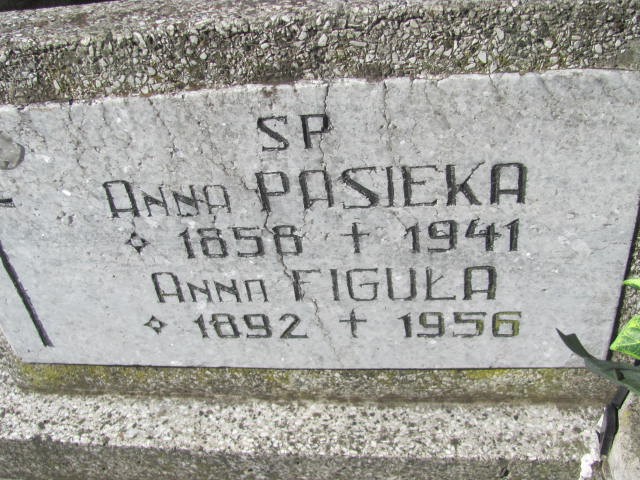 SP
ANNA PASIEKA
1858 † 1941
ANNA FIGUŁA
1892 † 1956